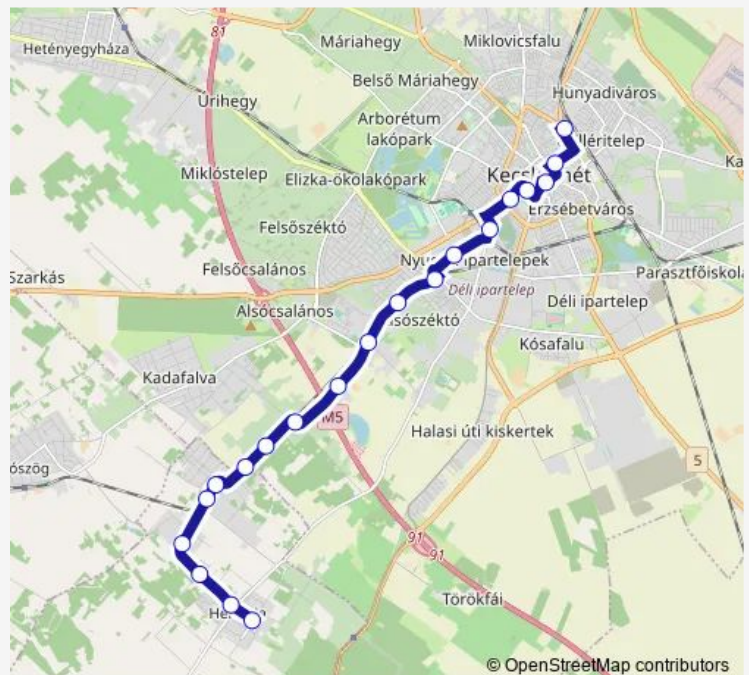 81
Hetényegyháza
Máriahegy
Miklovicsfalu
Belső Máriahegy
Hunyadiváros
Úrihegy
Arborétum
lakópark
Miklóstelep
Elizka-ökolakópark
Erzsébetváros
Felsőszéktó
Felsőcsalános
Szarkás
ipartelepek
Parasztfőiskola
Déli ipartelep
Déli ipartelep
Alsócsalános
Kósafalu
Kadafalva
M5
Halasi úti kiskertek
5
91
91
Törökfái
© OpenStreetMap contributors